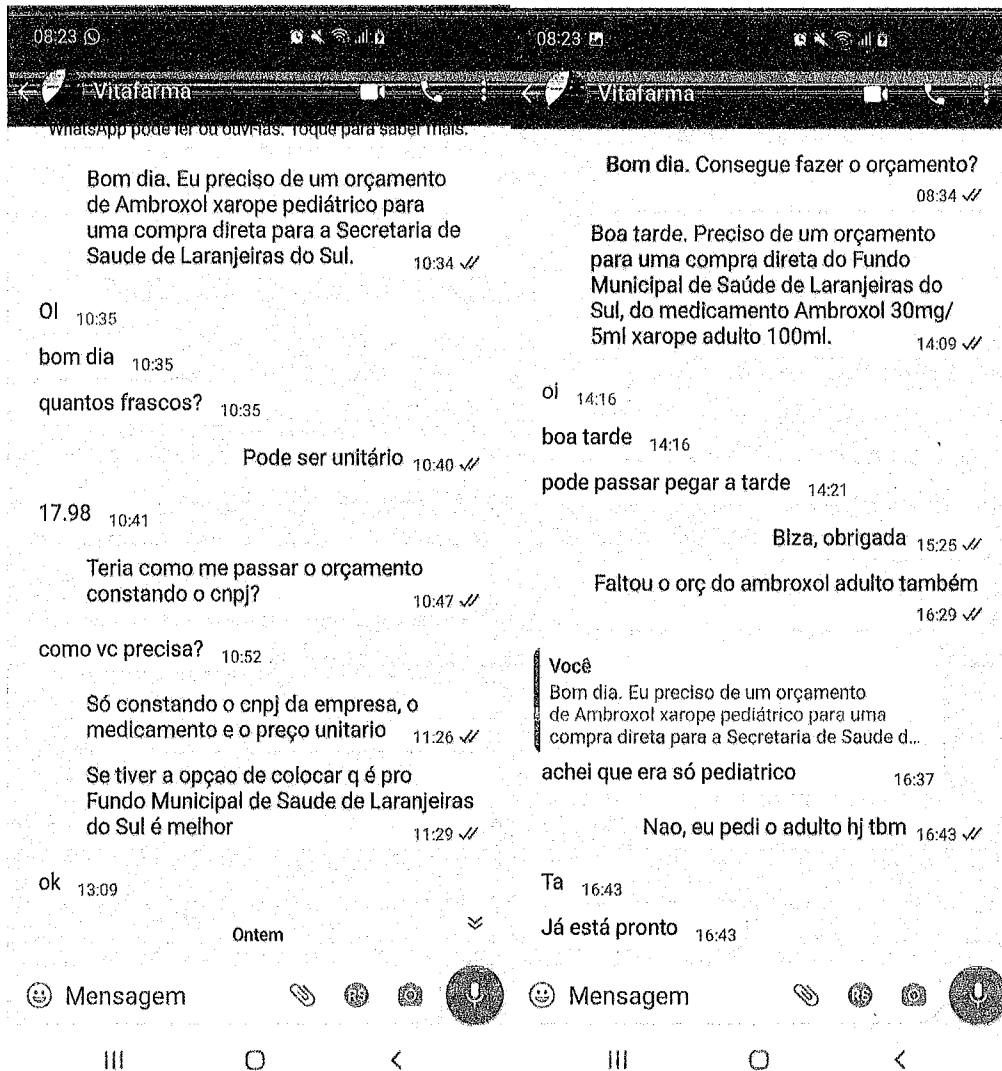 08:23
Vitafarma
WhatsApp pode ler ou ouvi-las. Toque para saber mais.
Bom dia. Eu preciso de um orçamento
de Ambroxol xarope pediátrico para
uma compra direta para a Secretaria de
Saude de Laranjeiras do Sul. 10:34
OI 10:35
bom dia 10:35
quantos frascos? 10:35
Pode ser unitário 10:40
17.98 10:41
Teria como me passar o orçamento
constando o cnpj? 10:47
como vc precisa? 10:52
Só constando o cnpj da empresa, o
medicamento e o preço unitario 11:26
Se tiver a opçao de colocar q é pro
Fundo Municipal de Saude de Laranjeiras
do Sul é melhor 11:29
ok 13:09
Ontem
Mensagem
R$
08:23
Vitafarma
Bom dia. Consegue fazer o orçamento?
08:34
Boa tarde. Preciso de um orçamento
para uma compra direta do Fundo
Municipal de Saúde de Laranjeiras do
Sul, do medicamento Ambroxol 30mg/
5ml xarope adulto 100ml. 14:09
oi 14:16
boa tarde 14:16
pode passar pegar a tarde 14:21
Blza, obrigada 15:25
Faltou o orç do ambroxol adulto também
16:29
Você
Bom dia. Eu preciso de um orçamento
de Ambroxol xarope pediátrico para uma
compra direta para a Secretaria de Saude d...
achei que era só pediatrico 16:37
Nao, eu pedi o adulto hj tbm 16:43
Ta 16:43
Já está pronto 16:43
Mensagem
R$